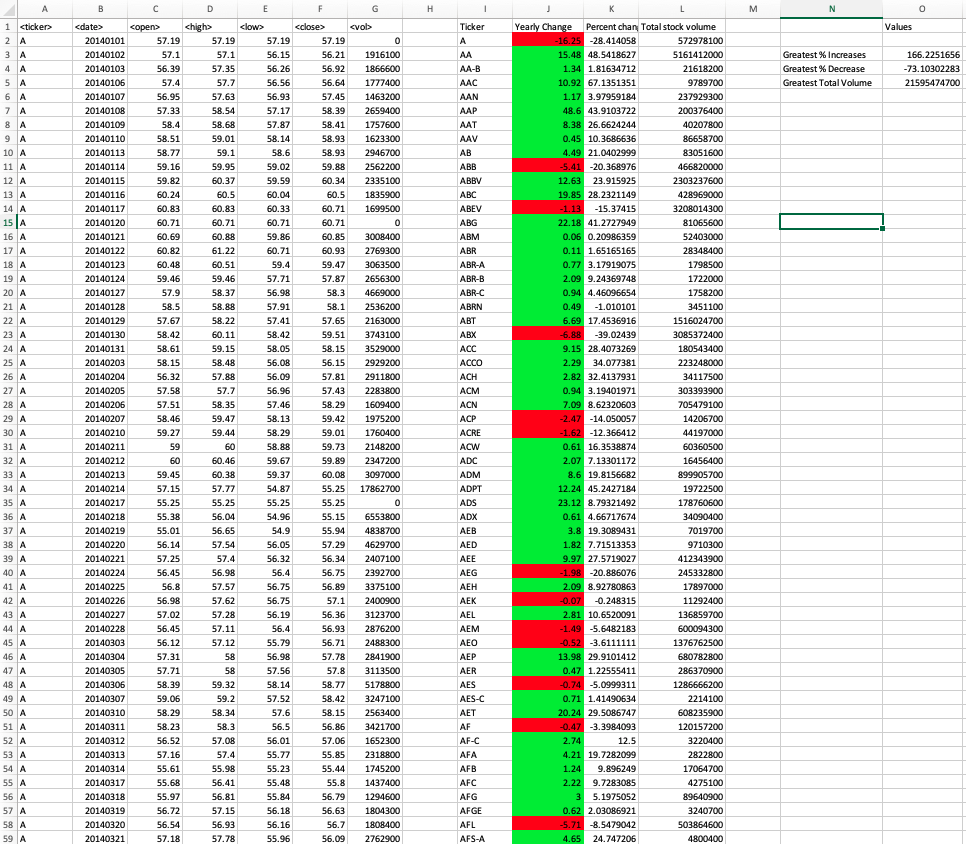 A B C D E F G H I J K L M N O
1 <ticker> <date> <open> <high> <low> <close> <vol> Ticker Yearly Change Percent chan Total stock volume Values
2 A 20140101 57.19 57.19 57.19 57.19 0 A -16.25 -28.414058 572978100
3 A 20140102 57.1 57.1 56.15 56.21 1916100 AA 15.48 48.5418627 5161412000 Greatest % Increases 166.2251656
4 A 20140103 56.39 57.35 56.26 56.92 1866600 AA-B 1.34 1.81634712 21618200 Greatest % Decrease -73.10302283
5 A 20140106 57.4 57.7 56.56 56.64 1777400 AAC 10.92 67.1351351 9789700 Greatest Total Volume 21595474700
6 A 20140107 56.95 57.63 56.93 57.45 1463200 AAN 1.17 3.97959184 237929300
7 A 20140108 57.33 58.54 57.17 58.39 2659400 AAP 48.6 43.9103722 200376400
8 A 20140109 58.4 58.68 57.87 58.41 1757600 AAT 8.38 26.6624244 40207800
9 A 20140110 58.51 59.01 58.14 58.93 1623300 AAV 0.45 10.3686636 86658700
10 A 20140113 58.77 59.1 58.6 58.93 2946700 AB 4.49 21.0402999 83051600
11 A 20140114 59.16 59.95 59.02 59.88 2562200 ABB -5.41 -20.368976 466820000
12 A 20140115 59.82 60.37 59.59 60.34 2335100 ABBV 12.63 23.915925 2303237600
13 A 20140116 60.24 60.5 60.04 60.5 1835900 ABC 19.85 28.2321149 428969000
14 A 20140117 60.83 60.83 60.33 60.71 1699500 ABEV -1.13 -15.37415 3208014300
15 A 20140120 60.71 60.71 60.71 60.71 0 ABG 22.18 41.2727949 81065600
16 A 20140121 60.69 60.88 59.86 60.85 3008400 ABM 0.06 0.20986359 52403000
17 A 20140122 60.82 61.22 60.71 60.93 2769300 ABR 0.11 1.65165165 28348400
18 A 20140123 60.48 60.51 59.4 59.47 3063500 ABR-A 0.77 3.17919075 1798500
19 A 20140124 59.46 59.46 57.71 57.87 2656300 ABR-B 2.09 9.24369748 1722000
20 A 20140127 57.9 58.37 56.98 58.3 4669000 ABR-C 0.94 4.46096654 1758200
21 A 20140128 58.5 58.88 57.91 58.1 2536200 ABRN 0.49 -1.010101 3451100
22 A 20140129 57.67 58.22 57.41 57.65 2163000 ABT 6.69 17.4536916 1516024700
23 A 20140130 58.42 60.11 58.42 59.51 3743100 ABX -6.88 -39.02439 3085372400
24 A 20140131 58.61 59.15 58.05 58.15 3529000 ACC 9.15 28.4073269 180543400
25 A 20140203 58.15 58.48 56.08 56.15 2929200 ACCO 2.29 34.077381 223248000
26 A 20140204 56.32 57.88 56.09 57.81 2911800 ACH 2.82 32.4137931 34117500
27 A 20140205 57.58 57.7 56.96 57.43 2283800 ACM 0.94 3.19401971 303393900
28 A 20140206 57.51 58.35 57.46 58.29 1609400 ACN 7.09 8.62320603 705479100
29 A 20140207 58.46 59.47 58.13 59.42 1975200 ACP -2.47 -14.050057 14206700
30 A 20140210 59.27 59.44 58.29 59.01 1760400 ACRE -1.62 -12.366412 44197000
31 A 20140211 59 60 58.88 59.73 2148200 ACW 0.61 16.3538874 60360500
32 A 20140212 60 60.46 59.67 59.89 2347200 ADC 2.07 7.13301172 16456400
33 A 20140213 59.45 60.38 59.37 60.08 3097000 ADM 8.6 19.8156682 899905700
34 A 20140214 57.15 57.77 54.87 55.25 17862700 ADPT 12.24 45.2427184 19722500
35 A 20140217 55.25 55.25 55.25 55.25 0 ADS 23.12 8.79321492 178760600
36 A 20140218 55.38 56.04 54.96 55.15 6553800 ADX 0.61 4.66717674 34090400
37 A 20140219 55.01 56.65 54.9 55.94 4838700 AEB 3.8 19.3089431 7019700
38 A 20140220 56.14 57.54 56.05 57.29 4629700 AED 1.82 7.71513353 9710300
39 A 20140221 57.25 57.4 56.32 56.34 2407100 AEE 9.97 27.5719027 412343900
40 A 20140224 56.45 56.98 56.4 56.75 2392700 AEG -1.98 -20.886076 245332800
41 A 20140225 56.8 57.57 56.75 56.89 3375100 AEH 2.09 8.92780863 17897000
42 A 20140226 56.98 57.62 56.75 57.1 2400900 AEK -0.07 -0.248315 11292400
43 A 20140227 57.02 57.28 56.19 56.36 3123700 AEL 2.81 10.6520091 136859700
44 A 20140228 56.45 57.11 56.4 56.93 2876200 AEM -1.49 -5.6482183 600094300
45 A 20140303 56.12 57.12 55.79 56.71 2488300 AEO -0.52 -3.6111111 1376762500
46 A 20140304 57.31 58 56.98 57.78 2841900 AEP 13.98 29.9101412 680782800
47 A 20140305 57.71 58 57.56 57.8 3113500 AER 0.47 1.22555411 286370900
48 A 20140306 58.39 59.32 58.14 58.77 5178800 AES -0.74 -5.0999311 1286666200
49 A 20140307 59.06 59.2 57.52 58.42 3247100 AES-C 0.71 1.41490634 2214100
50 A 20140310 58.29 58.34 57.6 58.15 2563400 AET 20.24 29.5086747 608235900
51 A 20140311 58.23 58.3 56.5 56.86 3421700 AF -0.47 -3.3984093 120157200
52 A 20140312 56.52 57.08 56.01 57.06 1652300 AF-C 2.74 12.5 3220400
53 A 20140313 57.16 57.4 55.77 55.85 2318800 AFA 4.21 19.7282099 2822800
54 A 20140314 55.61 55.98 55.23 55.44 1745200 AFB 1.24 9.896249 17064700
55 A 20140317 55.68 56.41 55.48 55.8 1437400 AFC 2.22 9.7283085 4275100
56 A 20140318 55.97 56.81 55.84 56.79 1294600 AFG 3 5.1975052 89640900
57 A 20140319 56.72 57.15 56.18 56.63 1804300 AFGE 0.62 2.03086921 3240700
58 A 20140320 56.54 56.93 56.16 56.7 1808400 AFL -5.71 -8.5479042 503864600
59 A 20140321 57.18 57.78 55.96 56.09 2762900 AFS-A 4.65 24.747206 4800400